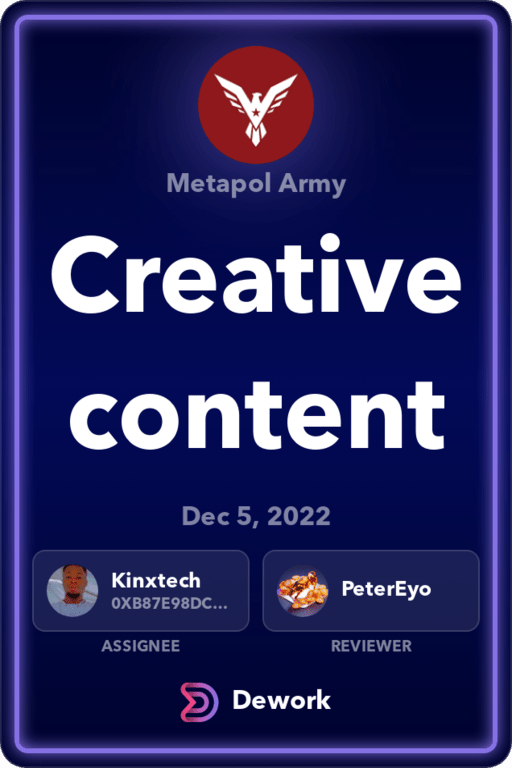 Metapol Army
Creative
content
Dec 5, 2022
Kinxtech
0XB87E98DC...
ASSIGNEE
PeterEyo
REVIEWER
Dework